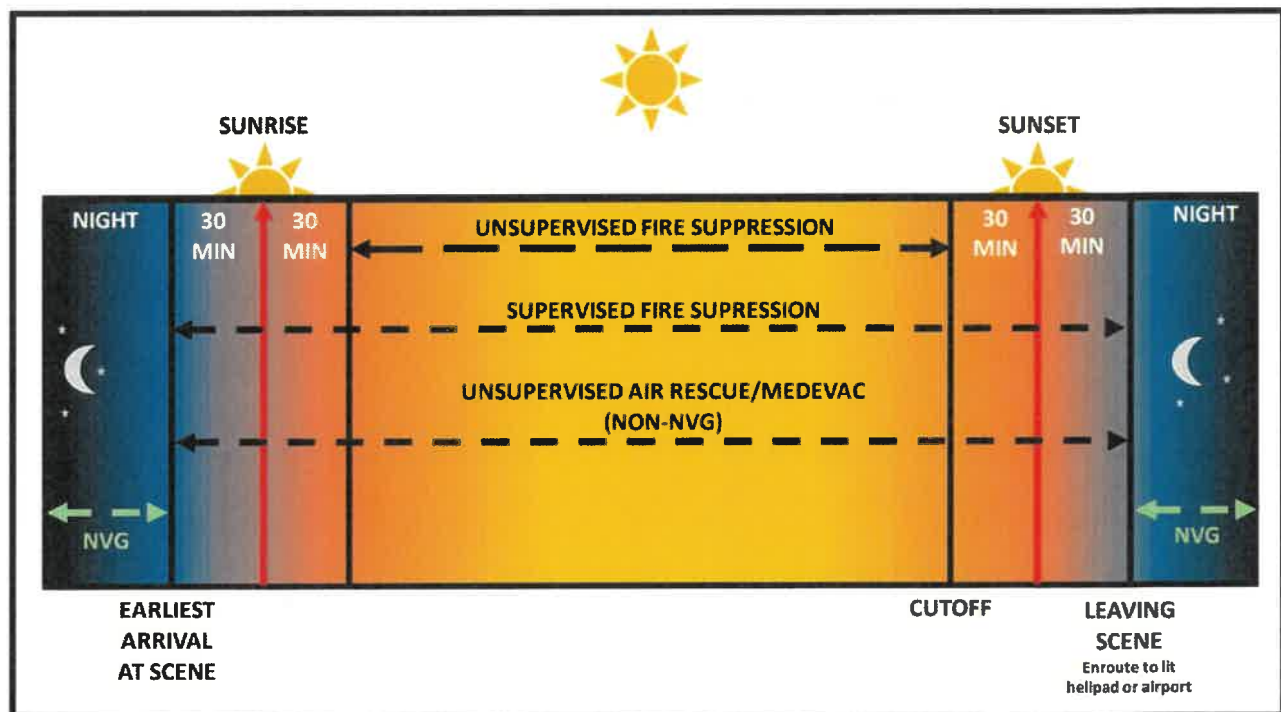 SUNRISE
SUNSET
NIGHT
30
MIN
30
MIN
UNSUPERVISED FIRE SUPPRESSION
30
MIN
30
MIN
NIGHT
SUPERVISED FIRE SUPRESSION
UNSUPERVISED AIR RESCUE/MEDEVAC
(NON-NVG)
NVG
NVG
EARLIEST
ARRIVAL
AT SCENE
CUTOFF
LEAVING
SCENE
Enroute to lit
helipad or airport